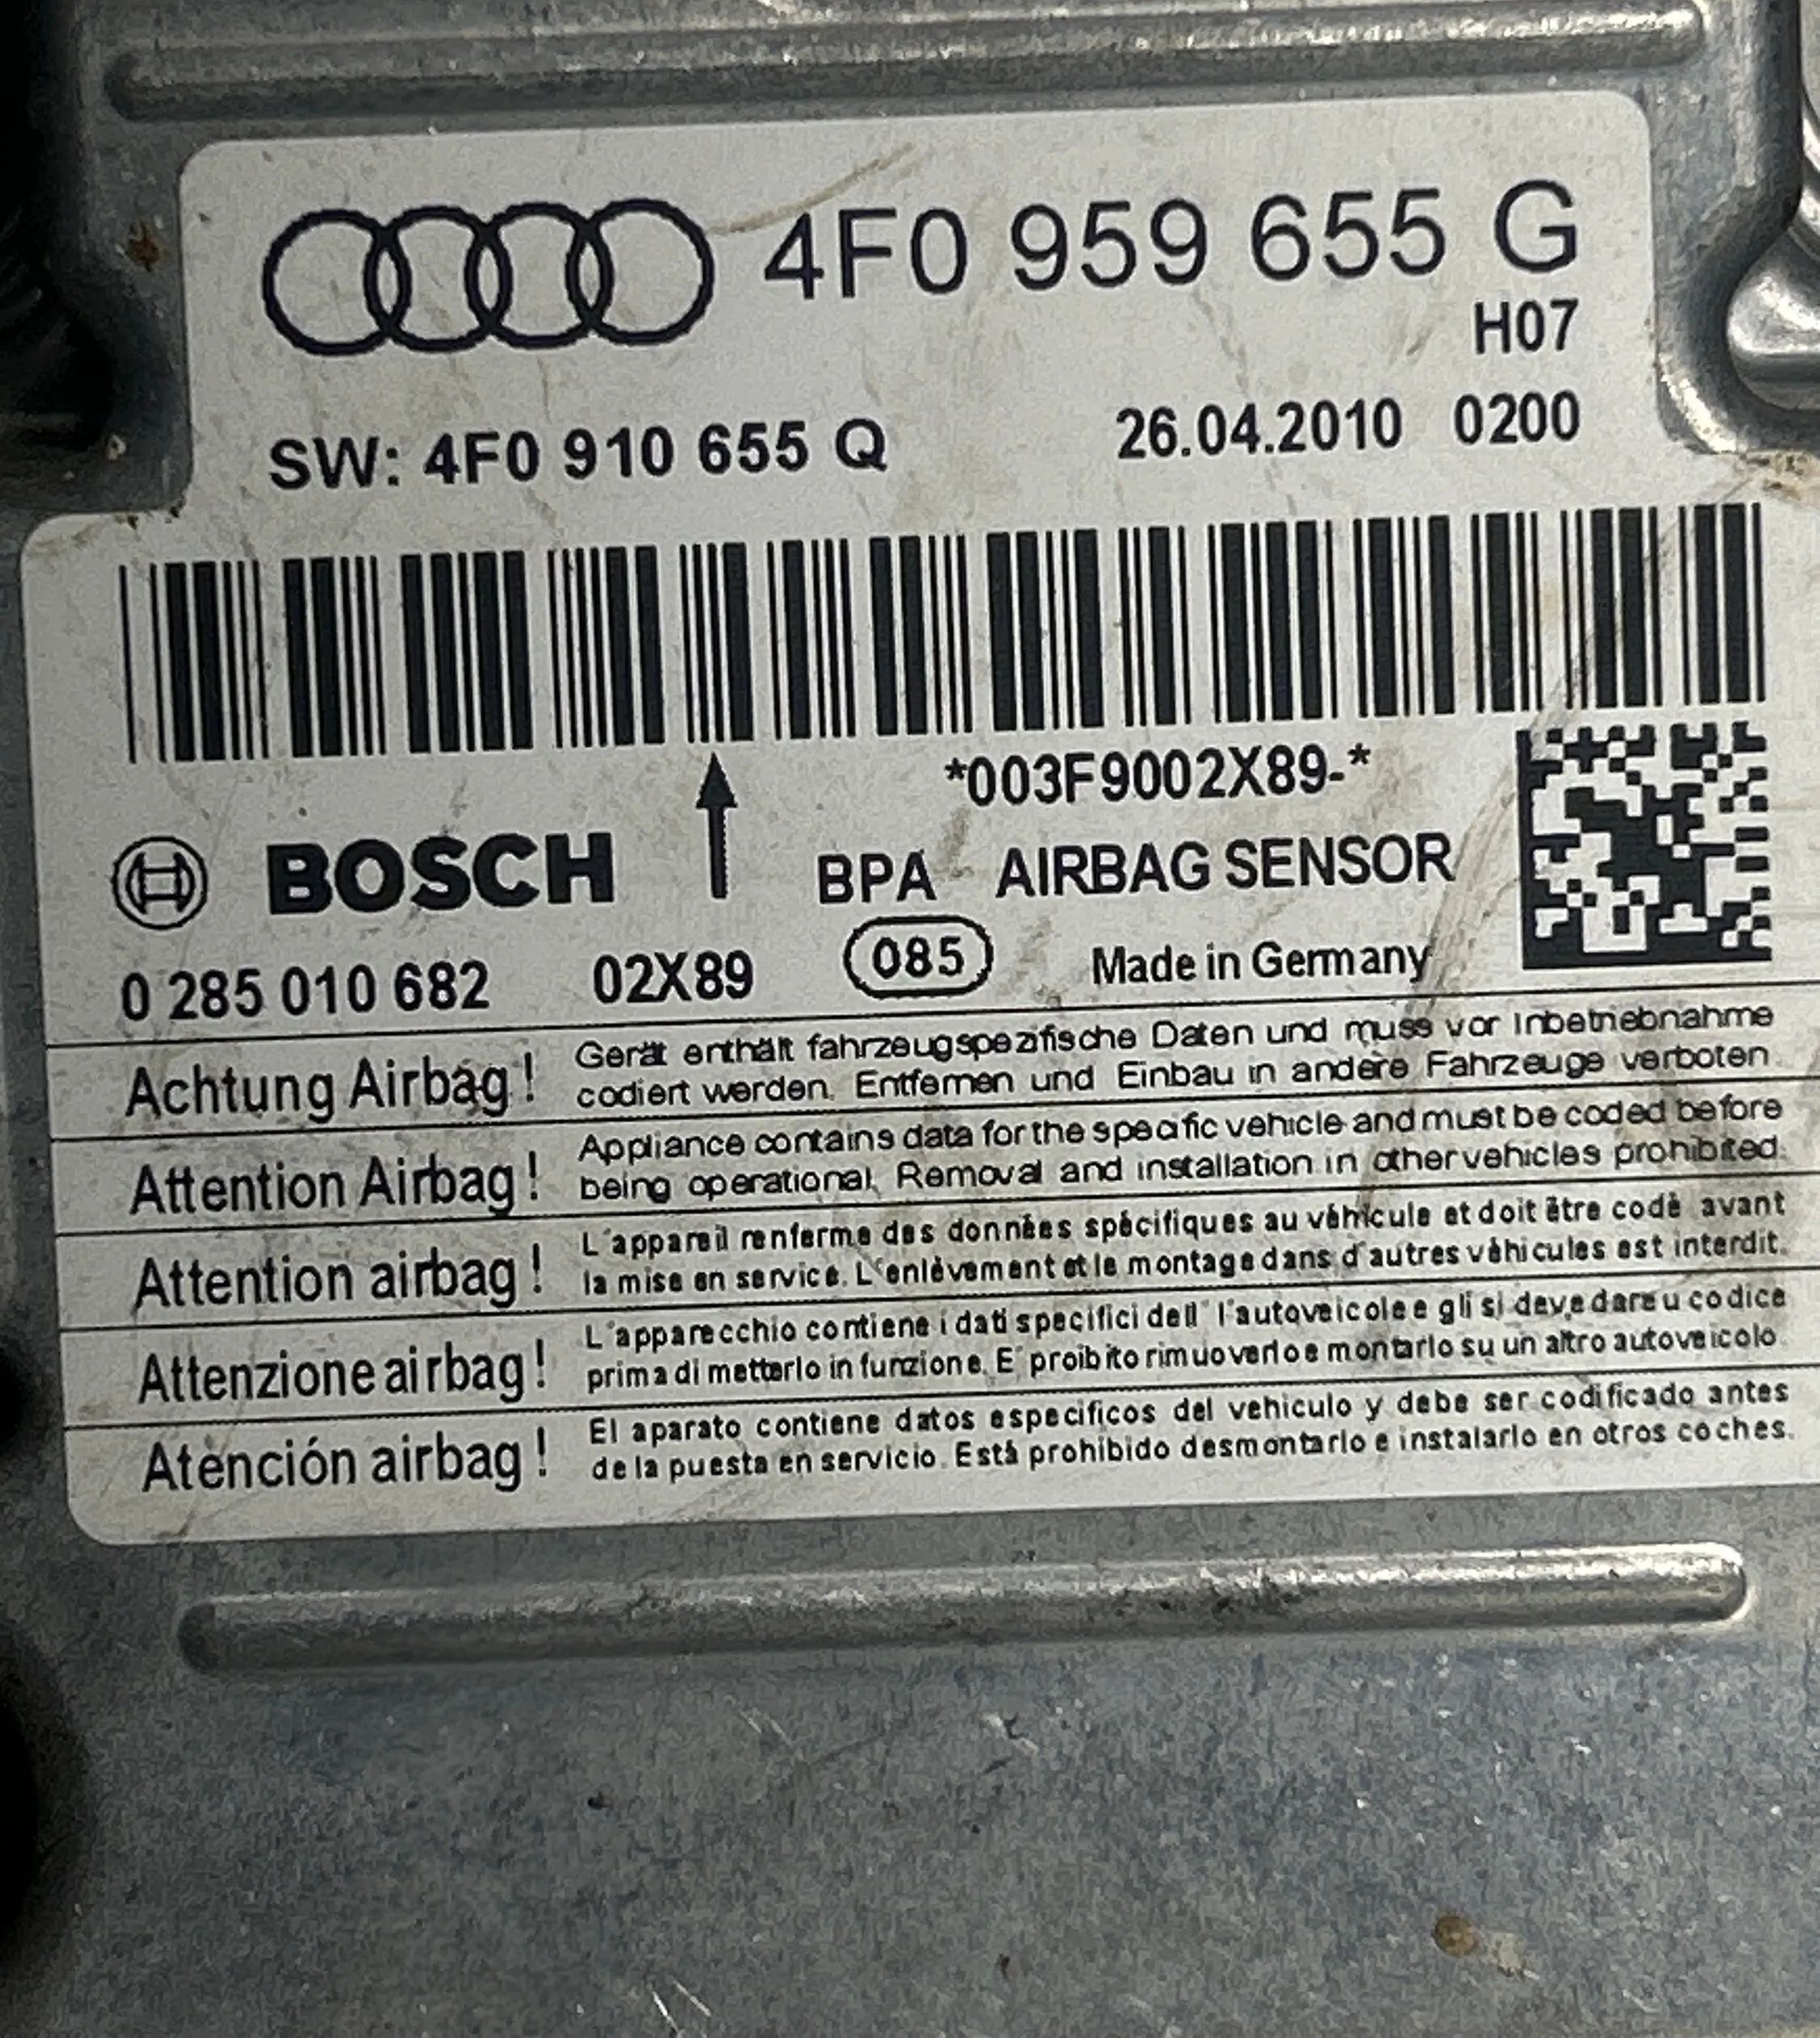 4F0 959 655 G
H07
SW: 4F0 910 655 Q 26.04.2010 0200
*003F9002X89-*
BOSCH BPA AIRBAG SENSOR
0 285 010 682 02X89 085 Made in Germany
Achtung Airbag! Gerät enthält fahrzeugspezifische Daten und muss vor Inbetriebnahme
codiert werden. Entfernen und Einbau in andere Fahrzeuge verboten.
Attention Airbag! Appliance contains data for the specific vehicle and must be coded before
being operational. Removal and installation in other vehicles prohibited.
Attention airbag! L'appareil renferme des données spècifiques au véhicule et doit être codè avant
la mise en service. L'enlèvement et le montage dans d'autres vèhicules est interdit.
Attenzione airbag! L'apparecchio contiene i dati specifici dell' l'autoveicolo e gli si deve dare u codice
prima di metterlo in funzione. E' proibito rimuoverlo e montarlo su un altro autoveicolo.
Atención airbag! El aparato contiene datos especificos del vehiculo y debe ser codificado antes
de la puesta en servicio. Está prohibido desmontarlo e instalarlo en otros coches.